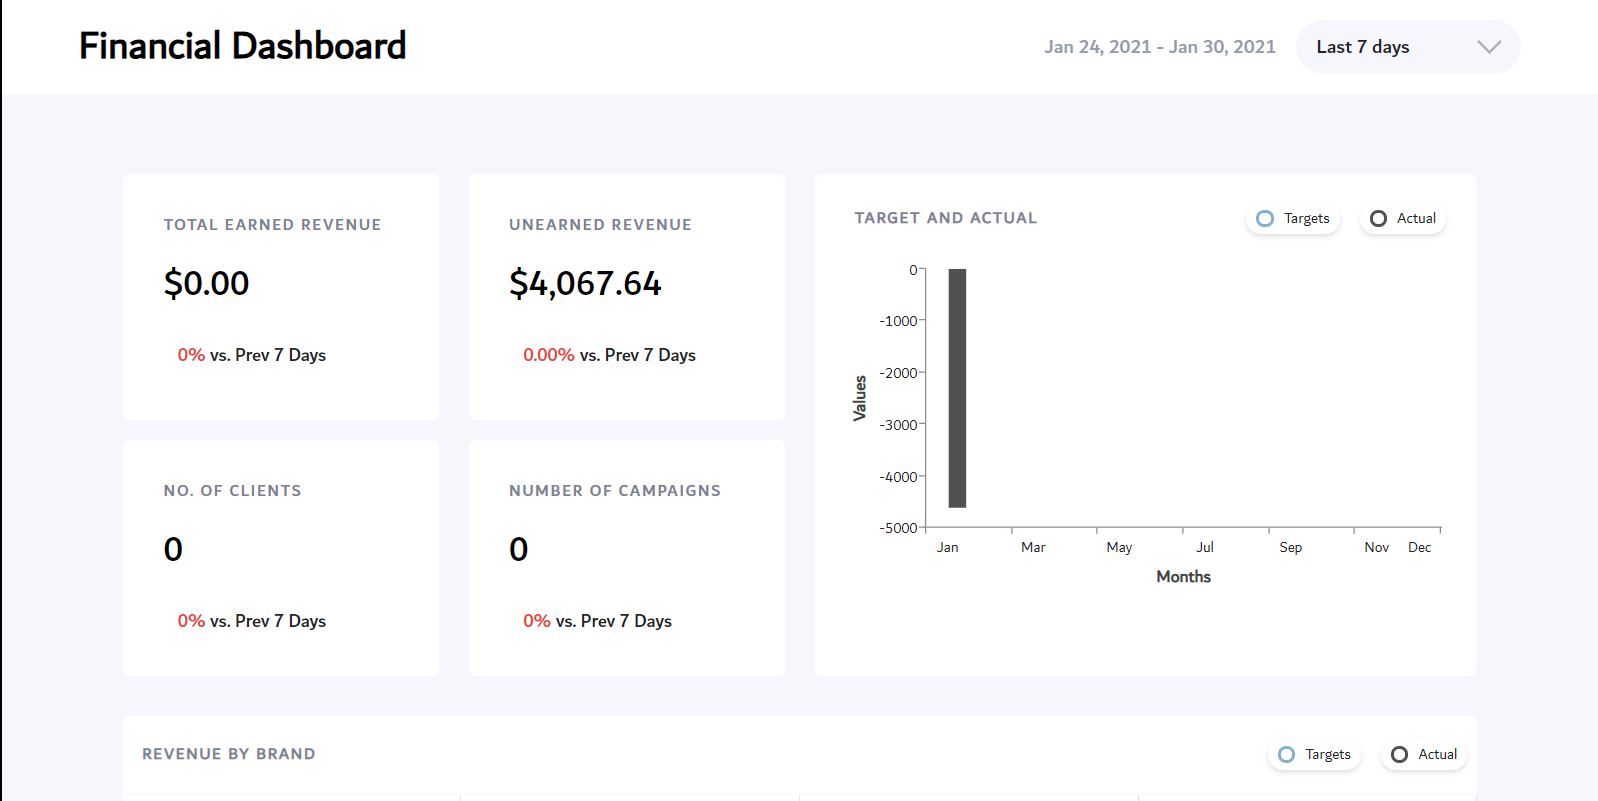 Financial Dashboard
Jan 24, 2021 - Jan 30, 2021
Last 7 days
TOTAL EARNED REVENUE
$0.00
0% vs. Prev 7 Days
UNEARNED REVENUE
$4,067.64
0.00% vs. Prev 7 Days
NO. OF CLIENTS
0
0% vs. Prev 7 Days
NUMBER OF CAMPAIGNS
0
0% vs. Prev 7 Days
TARGET AND ACTUAL
Targets
Actual
Values
0
-1000
-2000
-3000
-4000
-5000
Jan Mar May Jul Sep Nov Dec
Months
REVENUE BY BRAND
Targets
Actual